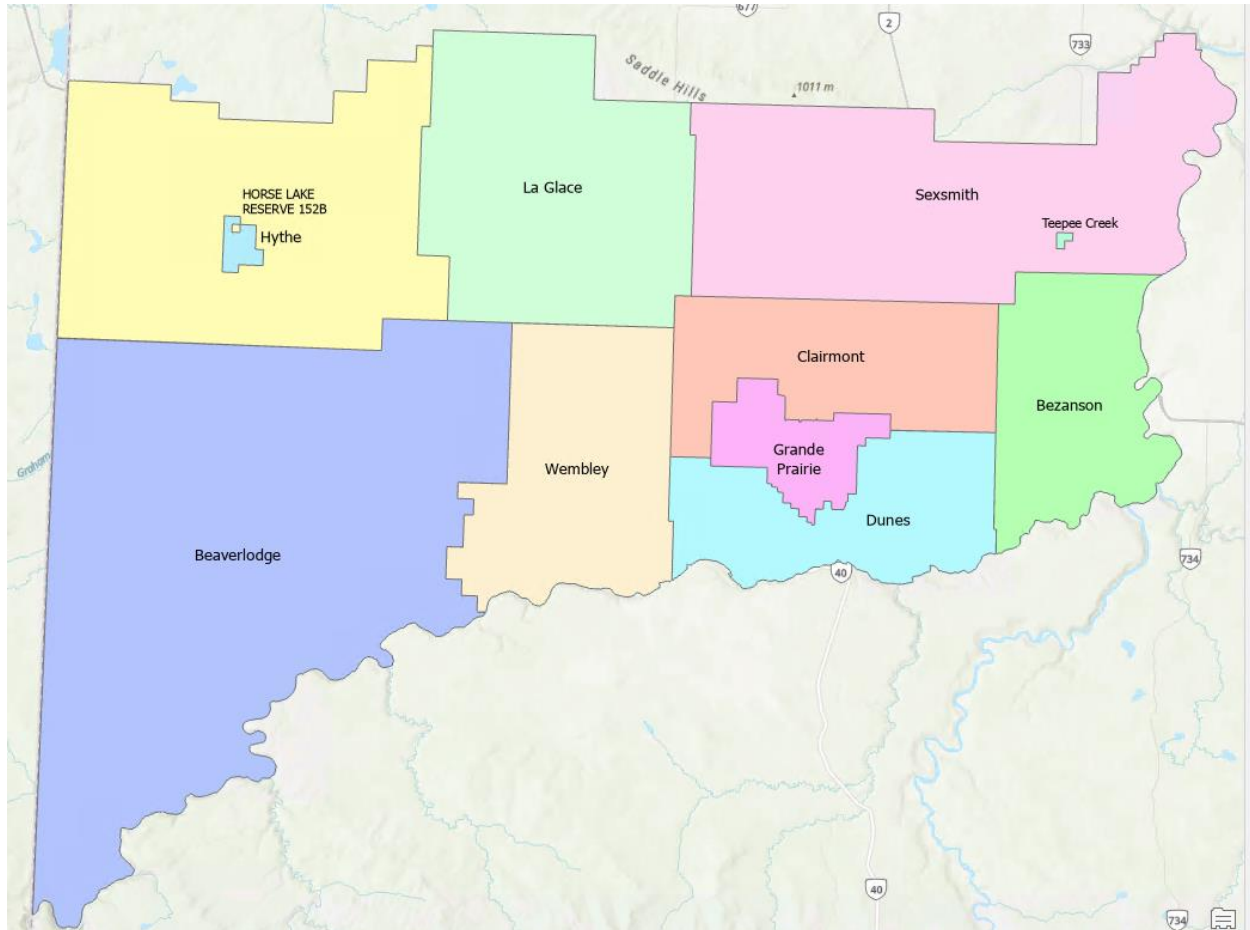 677
2
733
Saddle Hills
1011 m
La Glace
HORSE LAKE
RESERVE 152B
Hythe
Sexsmith
Teepee Creek
Clairmont
Bezanson
Graham
Wembley
Grande
Prairie
Dunes
Beaverlodge
40
734
40
734